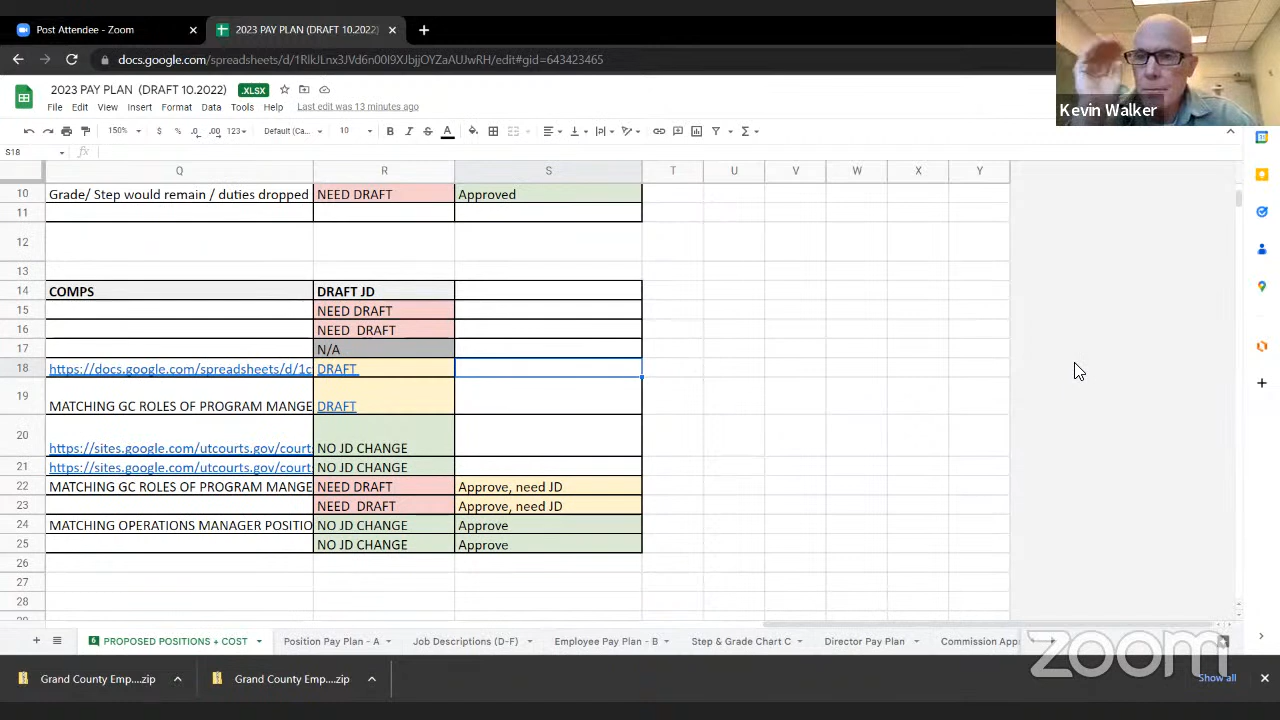 Post Attendee - Zoom
2023 PAY PLAN (DRAFT 10.2022)
docs.google.com/spreadsheets/d/1RlkJLnx3JVd6n00I9XJbjjOYZaAUJwRH/edit#gid=643423465
2023 PAY PLAN (DRAFT 10.2022) .XLSX
File Edit View Insert Format Data Tools Help Last edit was 13 minutes ago
150% $ % .0 .00 123 Default (Ca... 10 B I S A
S18 fx
Kevin Walker
Q R S T U V W X Y
10 Grade/ Step would remain / duties dropped NEED DRAFT Approved
11
12
13
14 COMPS DRAFT JD
15 NEED DRAFT
16 NEED DRAFT
17 N/A
18 https://docs.google.com/spreadsheets/d/1c DRAFT
19 MATCHING GC ROLES OF PROGRAM MANGE DRAFT
20 https://sites.google.com/utcourts.gov/court NO JD CHANGE
21 https://sites.google.com/utcourts.gov/court NO JD CHANGE
22 MATCHING GC ROLES OF PROGRAM MANGE NEED DRAFT Approve, need JD
23 NEED DRAFT Approve, need JD
24 MATCHING OPERATIONS MANAGER POSITIO NO JD CHANGE Approve
25 NO JD CHANGE Approve
26
27
28
6 PROPOSED POSITIONS + COST Position Pay Plan - A Job Descriptions (D-F) Employee Pay Plan - B Step & Grade Chart C Director Pay Plan Commission App
zoom
Grand County Emp....zip Grand County Emp....zip Show all